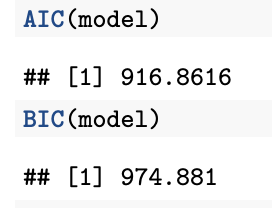 AIC(model)
## [1] 916.8616
BIC(model)
## [1] 974.881